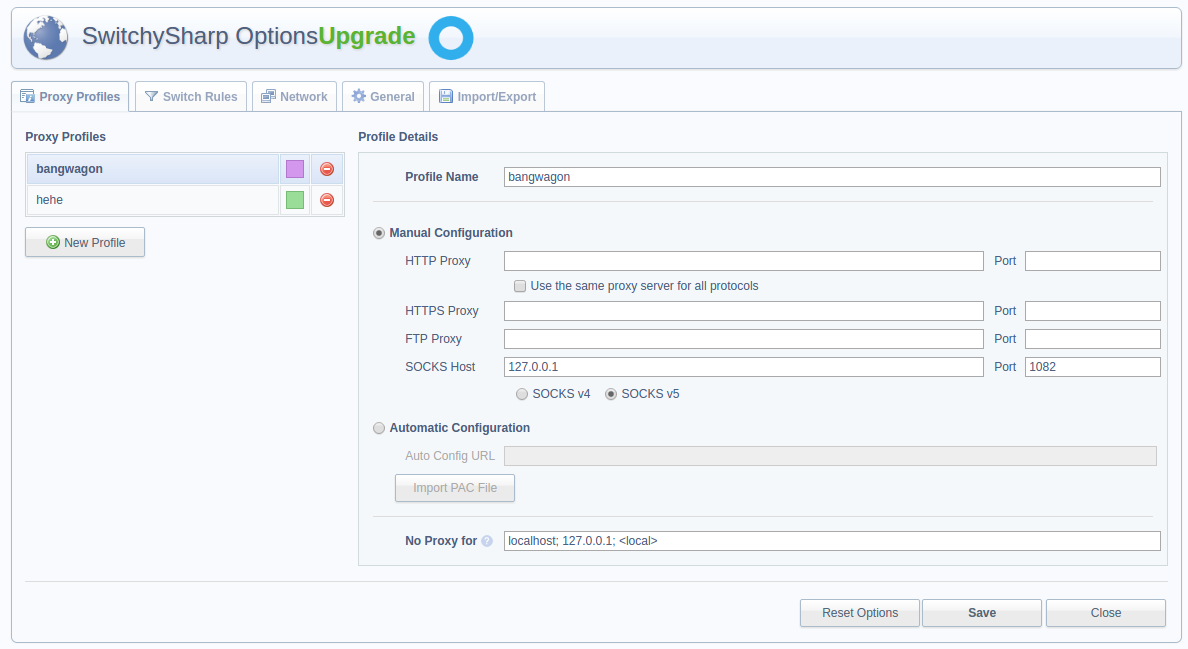 SwitchySharp OptionsUpgrade
Proxy Profiles Switch Rules Network General Import/Export
Proxy Profiles
bangwagon
hehe
New Profile
Profile Details
Profile Name bangwagon
Manual Configuration
HTTP Proxy Port
Use the same proxy server for all protocols
HTTPS Proxy Port
FTP Proxy Port
SOCKS Host 127.0.0.1 Port 1082
SOCKS v4 SOCKS v5
Automatic Configuration
Auto Config URL
Import PAC File
No Proxy for ? localhost; 127.0.0.1; <local>
Reset Options Save Close